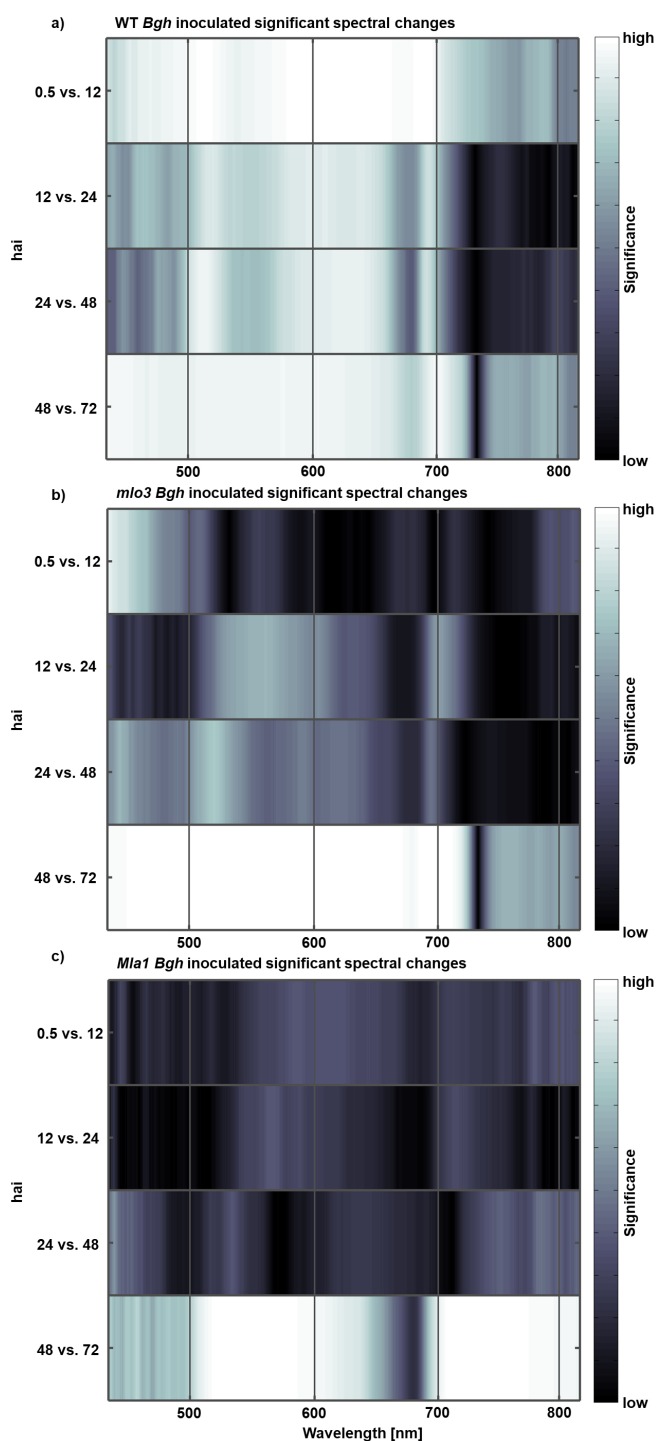 a) WT Bgh inoculated significant spectral changes
high
0.5 vs. 12
12 vs. 24
24 vs. 48
48 vs. 72
hai
Significance
low
500 600 700 800
b) mlo3 Bgh inoculated significant spectral changes
high
0.5 vs. 12
12 vs. 24
24 vs. 48
48 vs. 72
hai
Significance
low
500 600 700 800
c) Mla1 Bgh inoculated significant spectral changes
high
0.5 vs. 12
12 vs. 24
24 vs. 48
48 vs. 72
hai
Significance
low
500 600 700 800
Wavelength [nm]